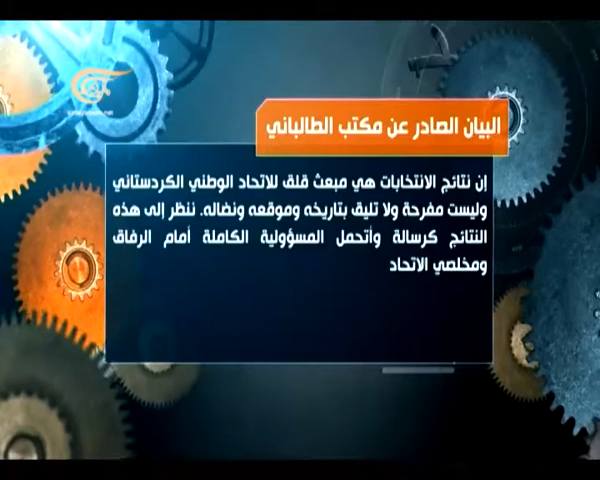 البيان الصادر عن مكتب الطالباني
إن نتائج الانتخابات هي مبعث قلق للاتحاد الوطني الكردستاني
وليست مفرحة ولا تليق بتاريخه وموقعه ونضاله. ننظر إلى هذه
النتائج كرسالة وأتحمل المسؤولية الكاملة أمام الرفاق
ومخلصي الاتحاد